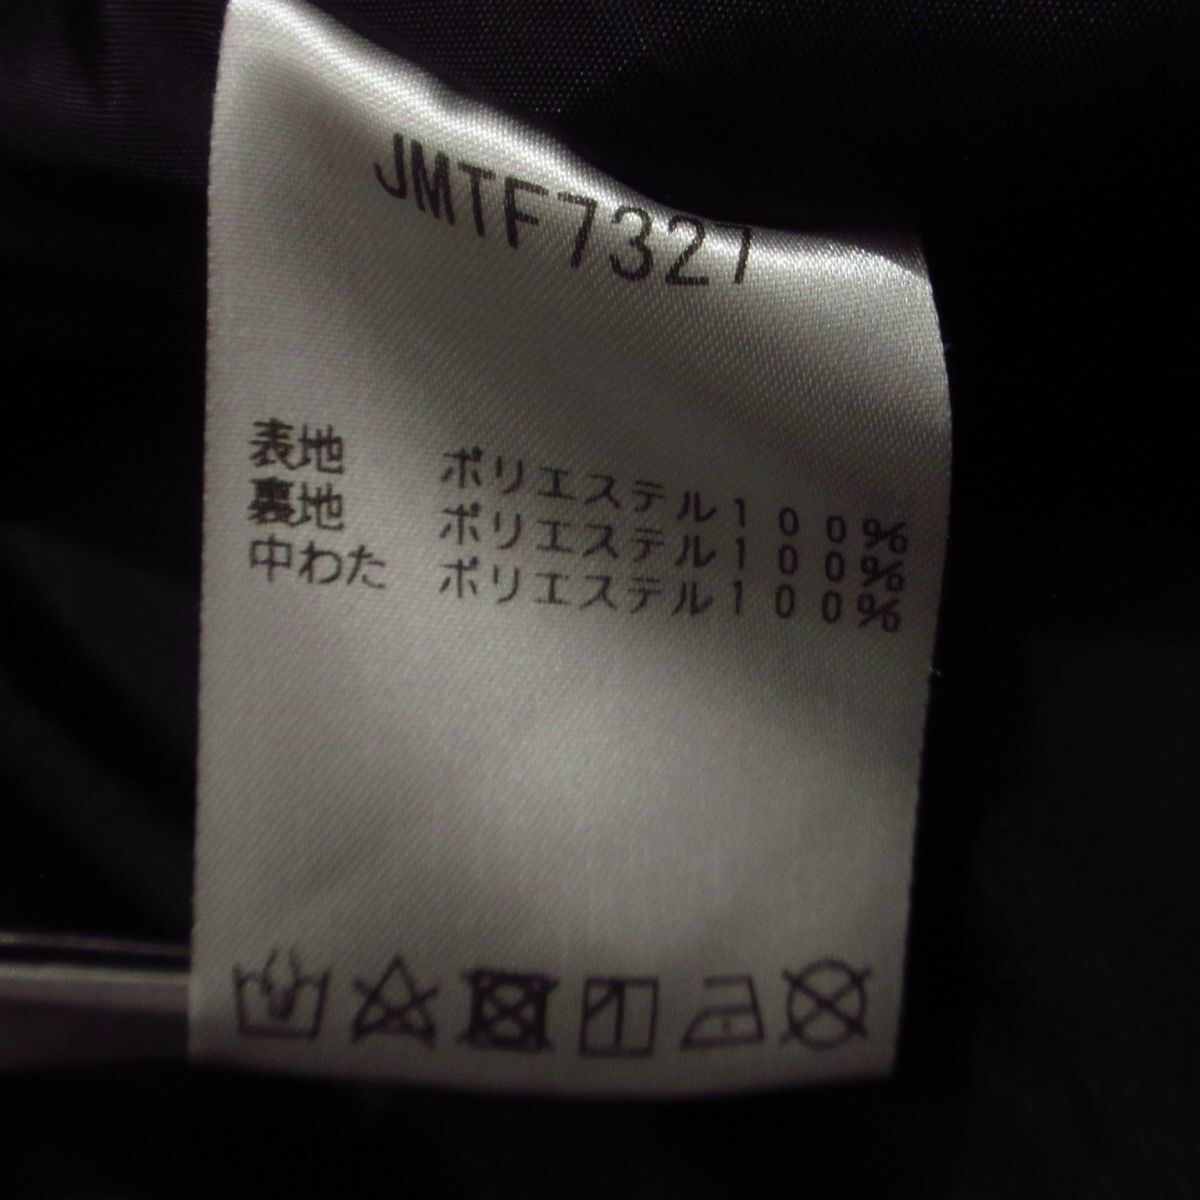 JMTF7321
表地 ポリエステル100%
裏地 ポリエステル100%
中わた ポリエステル100%